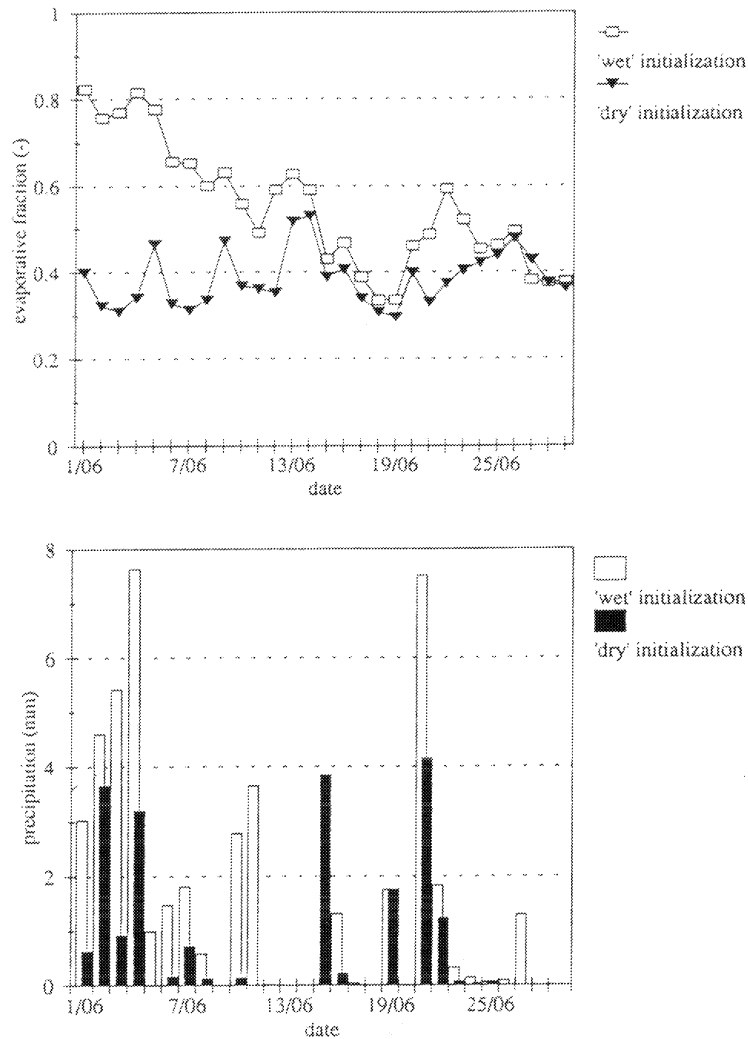 1
0.8
0.6
0.4
0.2
0
evaporative fraction (-)
1/06 7/06 13/06 19/06 25/06
date
'wet' initialization
'dry' initialization
8
6
4
2
0
precipitation (mm)
1/06 7/06 13/06 19/06 25/06
date
'wet' initialization
'dry' initialization